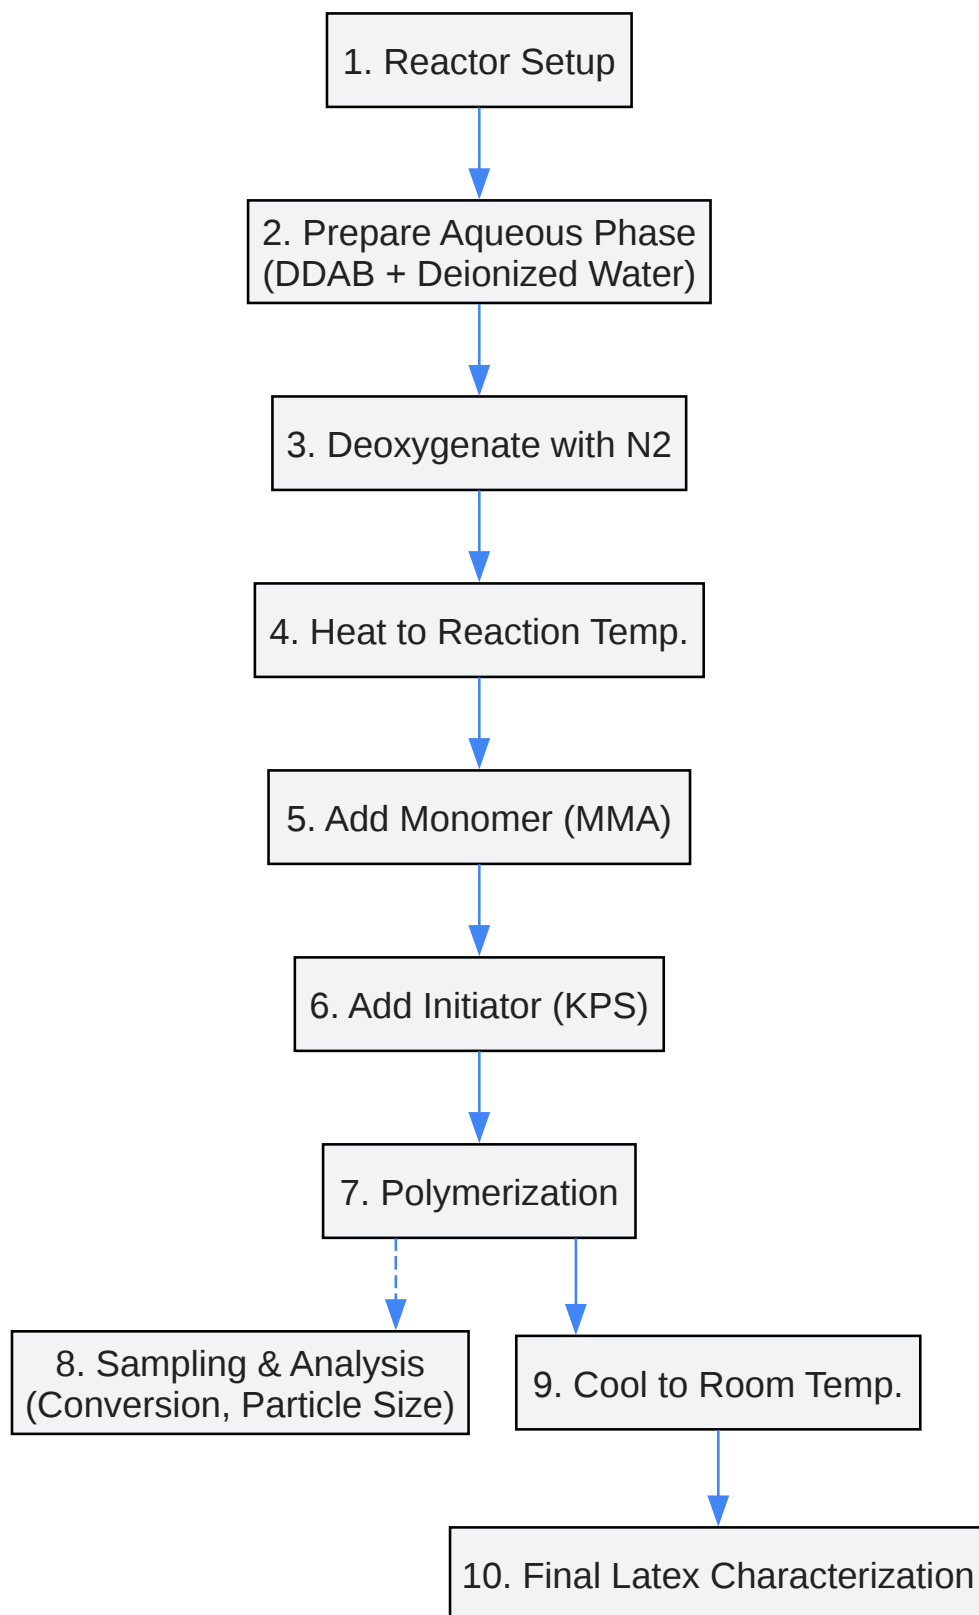 1. Reactor Setup
2. Prepare Aqueous Phase
(DDAB + Deionized Water)
3. Deoxygenate with N2
4. Heat to Reaction Temp.
5. Add Monomer (MMA)
6. Add Initiator (KPS)
7. Polymerization
8. Sampling & Analysis
(Conversion, Particle Size)
9. Cool to Room Temp.
10. Final Latex Characterization